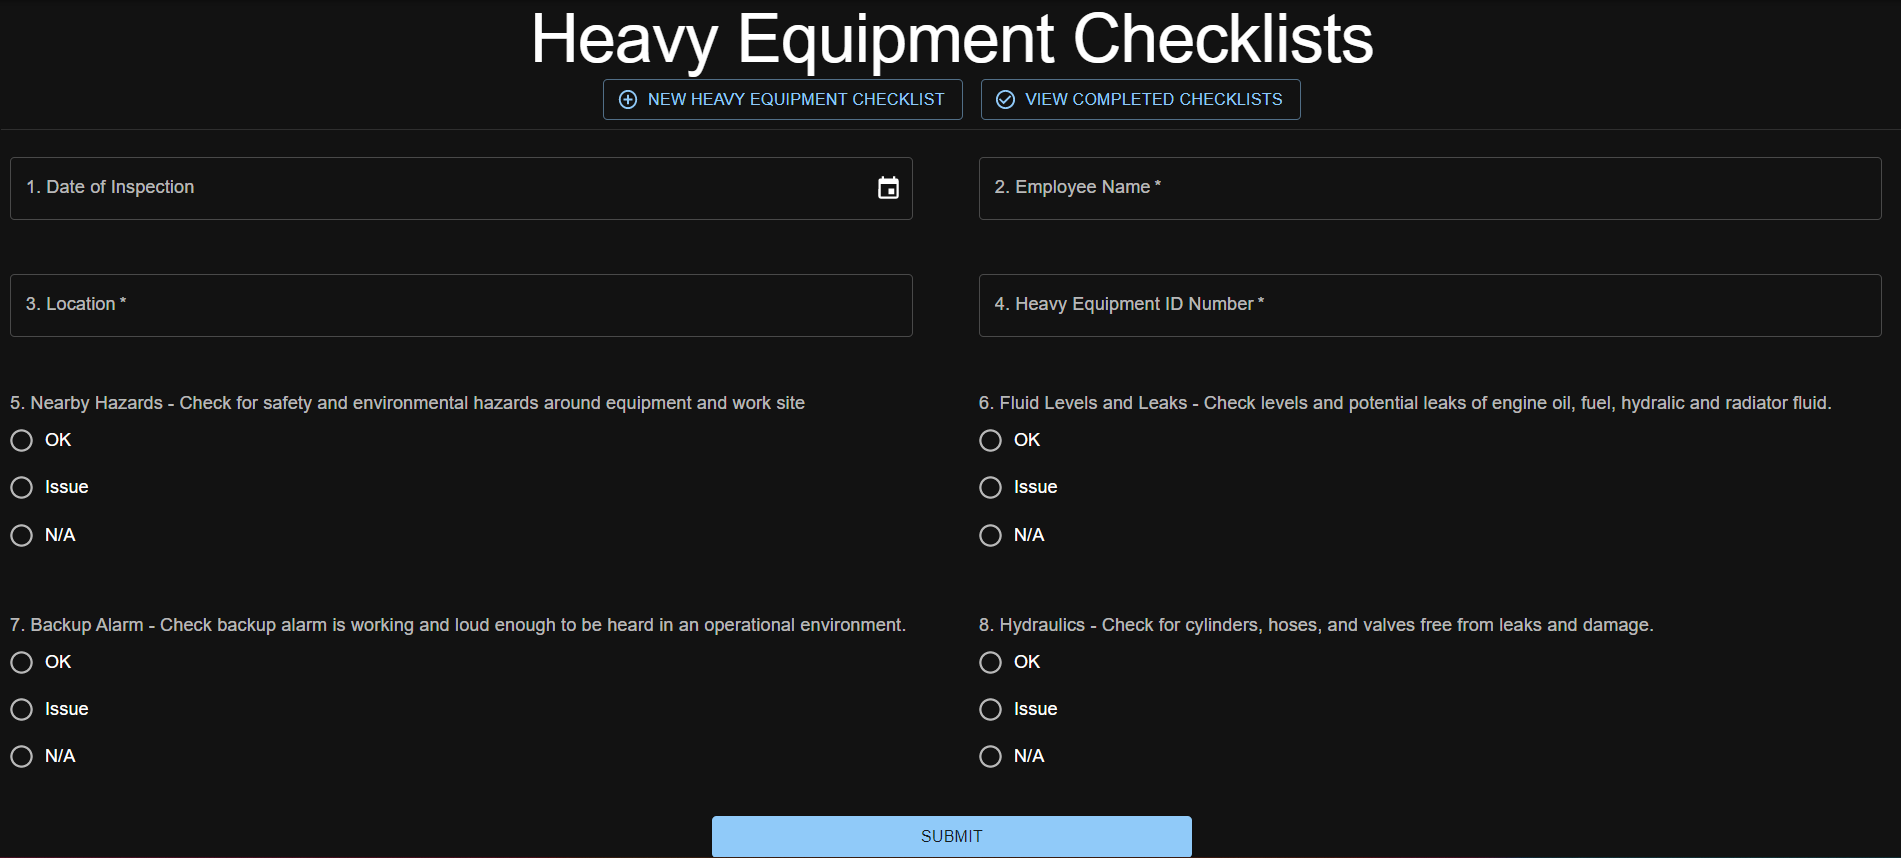 Heavy Equipment Checklists
NEW HEAVY EQUIPMENT CHECKLIST
VIEW COMPLETED CHECKLISTS
1. Date of Inspection
2. Employee Name *
3. Location *
4. Heavy Equipment ID Number *
5. Nearby Hazards - Check for safety and environmental hazards around equipment and work site
OK
Issue
N/A
6. Fluid Levels and Leaks - Check levels and potential leaks of engine oil, fuel, hydralic and radiator fluid.
OK
Issue
N/A
7. Backup Alarm - Check backup alarm is working and loud enough to be heard in an operational environment.
OK
Issue
N/A
8. Hydraulics - Check for cylinders, hoses, and valves free from leaks and damage.
OK
Issue
N/A
SUBMIT